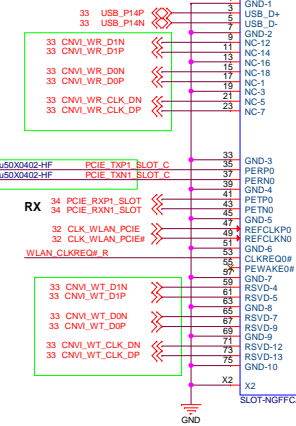 1 GND-1
33 USB_P14P 3 USB_D+
33 USB_P14N 5 USB_D-
7 GND-2
33 CNVI_WR_D1N 9 NC-12
33 CNVI_WR_D1P 11 NC-14
13 NC-16
33 CNVI_WR_D0N 15 NC-18
33 CNVI_WR_D0P 17 NC-1
19 NC-3
33 CNVI_WR_CLK_DN 21 NC-5
33 CNVI_WR_CLK_DP 23 NC-7
33 GND-3
u50X0402-HF PCIE_TXP1_SLOT_C 35 PERP0
u50X0402-HF PCIE_TXN1_SLOT_C 37 PERN0
39 GND-4
RX 34 PCIE_RXP1_SLOT 41 PETP0
34 PCIE_RXN1_SLOT 43 PETN0
45 GND-5
32 CLK_WLAN_PCIE 47 REFCLKP0
32 CLK_WLAN_PCIE# 49 REFCLKN0
51 GND-6
WLAN_CLKREQ#_R 53 CLKREQ0#
55 PEWAKE0#
57 GND-7
33 CNVI_WT_D1N 59 RSVD-4
33 CNVI_WT_D1P 61 RSVD-5
63 GND-8
33 CNVI_WT_D0N 65 RSVD-7
33 CNVI_WT_D0P 67 RSVD-9
69 GND-9
33 CNVI_WT_CLK_DN 71 RSVD-12
33 CNVI_WT_CLK_DP 73 RSVD-13
75 GND-10
X2 X2
SLOT-NGFFC
GND